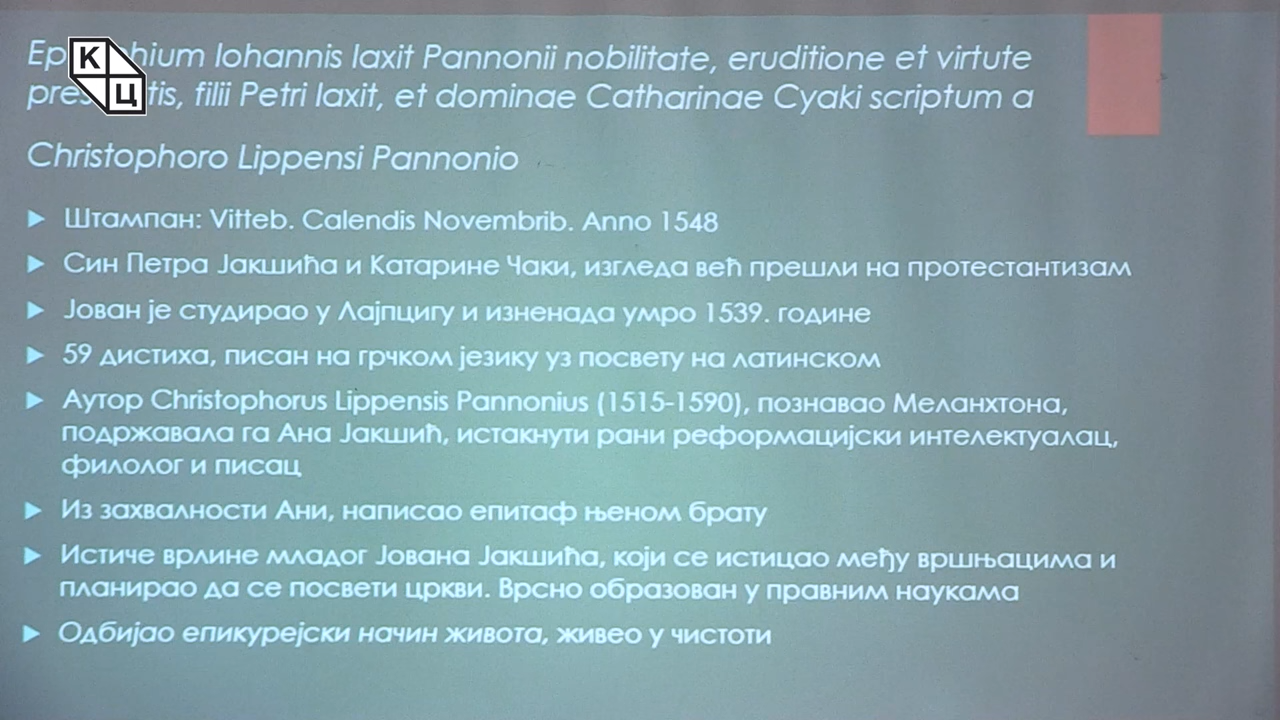 Iohannis Iaxit Pannonii nobilitate, eruditione et virtute
filii Petri Iaxit, et dominae Catharinae Cyaki scriptum a
Christophoro Lippensi Pannonio
К
Ц
Штампан: Vitteb. Calendis Novembrib. Anno 1548
Син Петра Јакшића и Катарине Чаки, изгледа већ прешли на протестантизам
Јован је студирао у Лајпцигу и изненада умро 1539. године
59 дистиха, писан на грчком језику уз посвету на латинском
Аутор Christophorus Lippensis Pannonius (1515-1590), познавао Меланхтона,
подржавала га Ана Јакшић, истакнути рани реформацијски интелектуалац,
филолог и писац
Из захвалности Ани, написао епитаф њеном брату
Истиче врлине младог Јована Јакшића, који се истицао међу вршњацима и
планирао да се посвети цркви. Врсно образован у правним наукама
Одбијао епикурејски начин живота, живео у чистоти